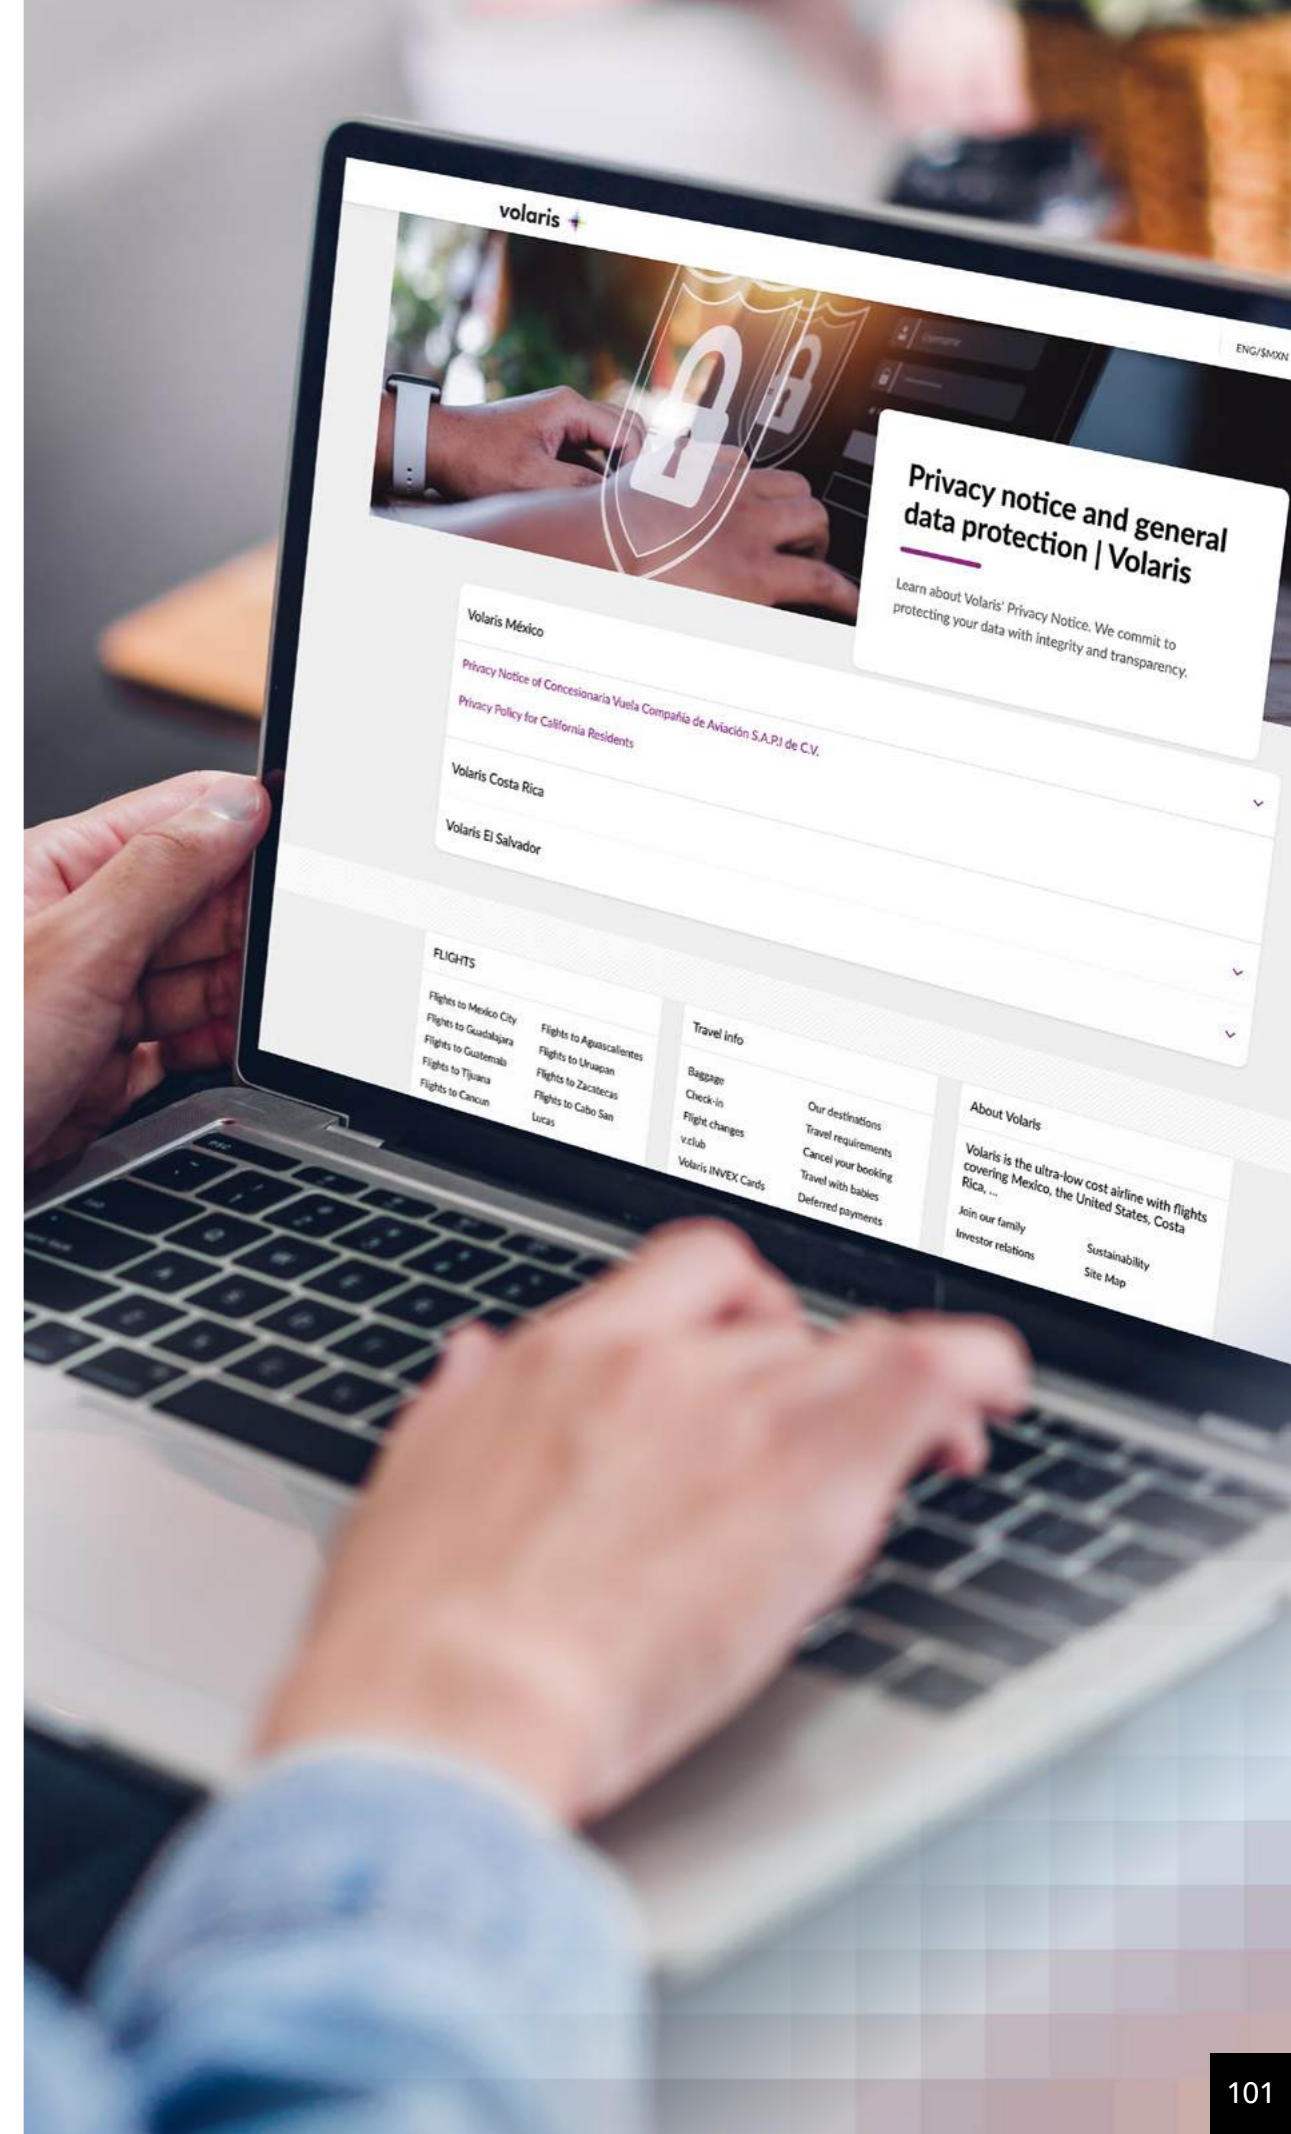 volaris
ENG/$MXN
Username
Privacy notice and general
data protection | Volaris
Learn about Volaris' Privacy Notice. We commit to
protecting your data with integrity and transparency.
Volaris México
Privacy Notice of Concesionaria Vuela Compañia de Aviación S.A.P.I de C.V.
Privacy Policy for California Residents
Volaris Costa Rica
Volaris El Salvador
FLIGHTS
Flights to Mexico City
Flights to Guadalajara
Flights to Guatemala
Flights to Tijuana
Flights to Cancun
Flights to Aguascalientes
Flights to Uruapan
Flights to Zacatecas
Flights to Cabo San
Lucas
Travel info
Baggage
Check-in
Flight changes
v.club
Volaris INVEX Cards
Our destinations
Travel requirements
Cancel your booking
Travel with babies
Deferred payments
About Volaris
Volaris is the ultra-low cost airline with flights
covering Mexico, the United States, Costa
Rica, ...
Join our family
Investor relations
Sustainability
Site Map
esc
101